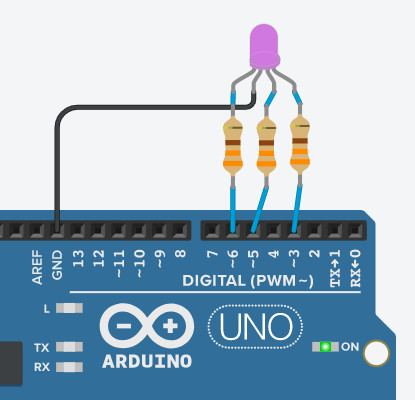 AREF
GND
13
12
~11
~10
~9
8
7
~6
~5
4
~3
2
TX→1
RX←0
DIGITAL (PWM~)
L
TX
RX
ARDUINO
UNO
ON